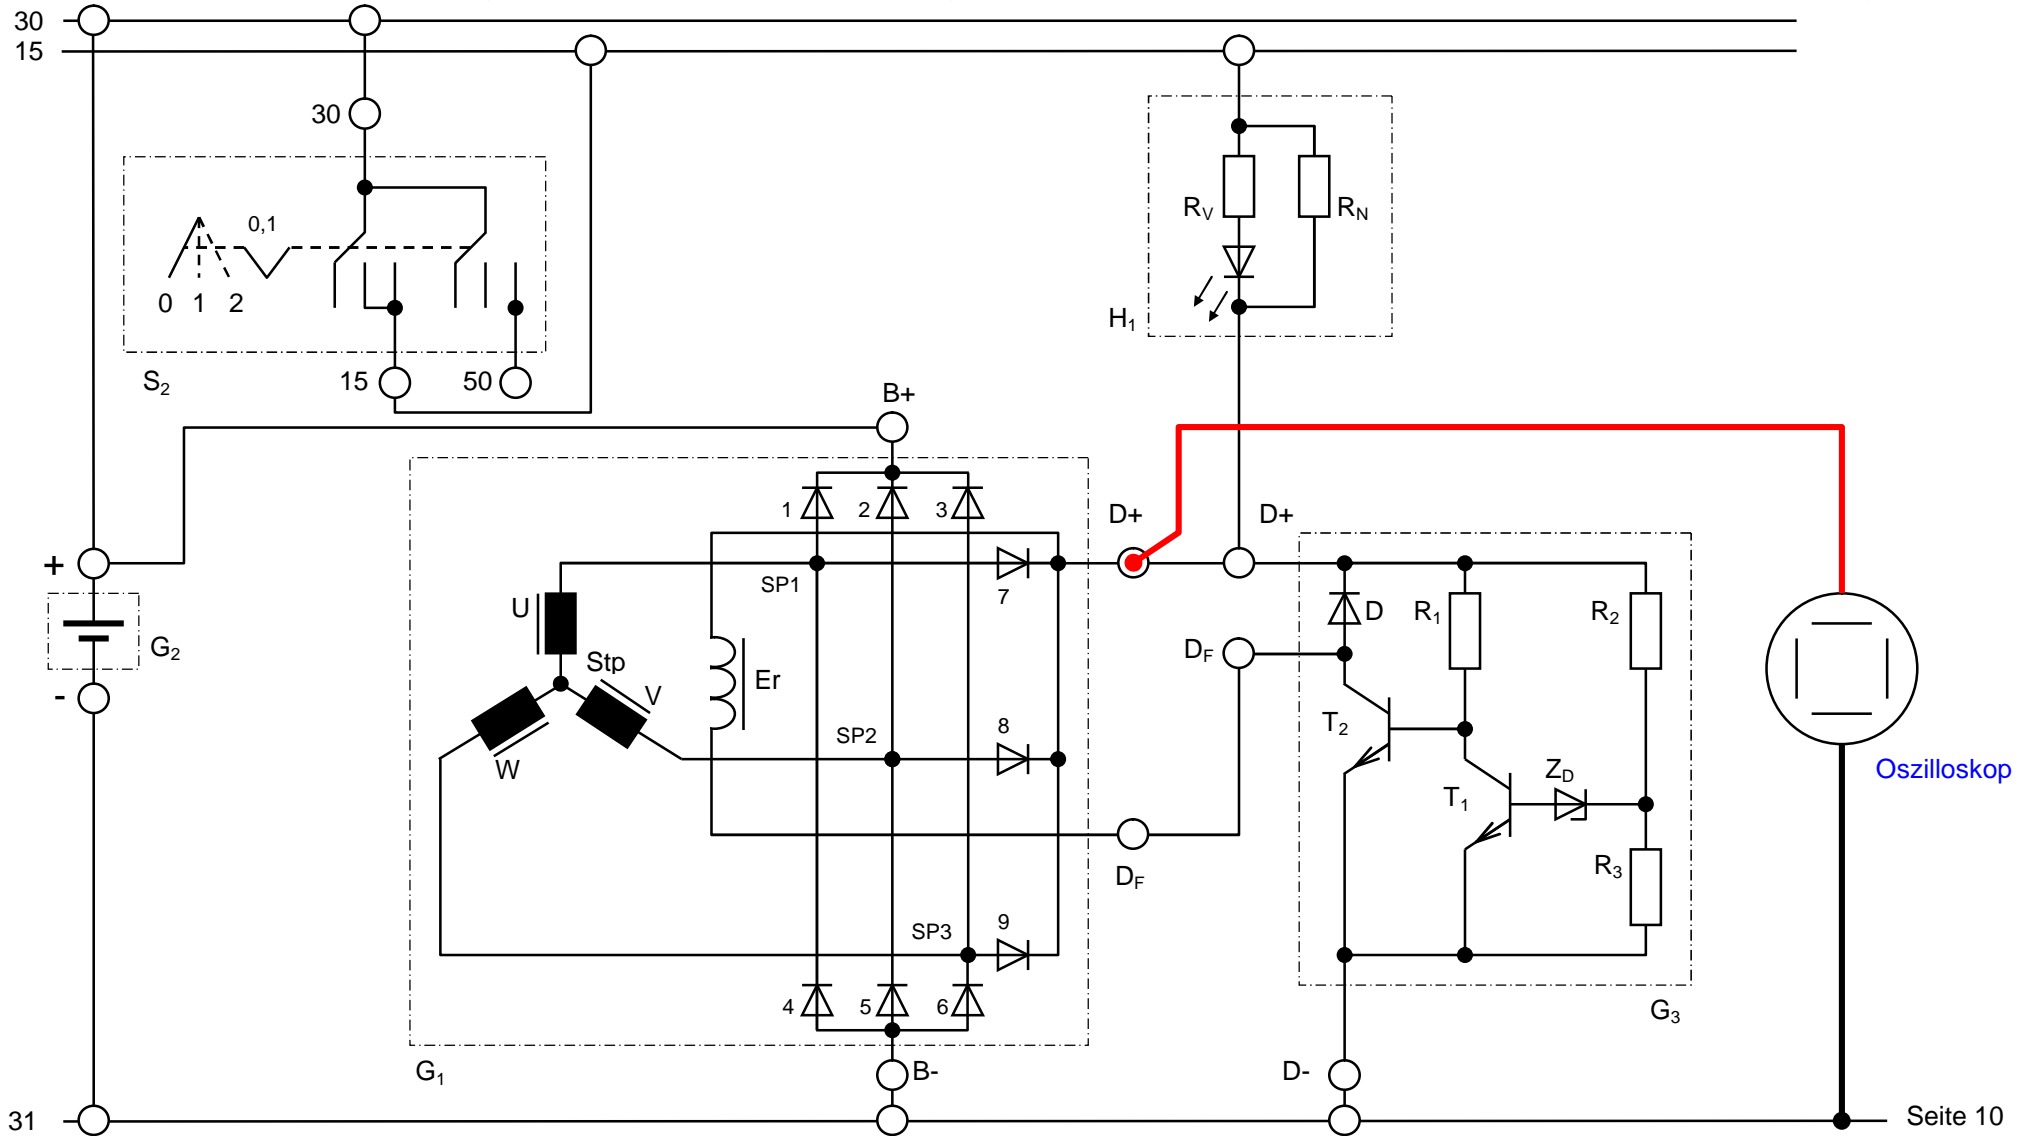 30
15
30
0,1
0 1 2
S2
15
50
RV
RN
H1
B+
1
2
3
D+
D+
+
G2
-
SP1
7
U
Stp
V
W
Er
SP2
8
DF
DF
D
R1
R2
T2
T1
ZD
R3
Oszilloskop
SP3
9
4
5
6
G1
B-
D-
G3
31
Seite 10